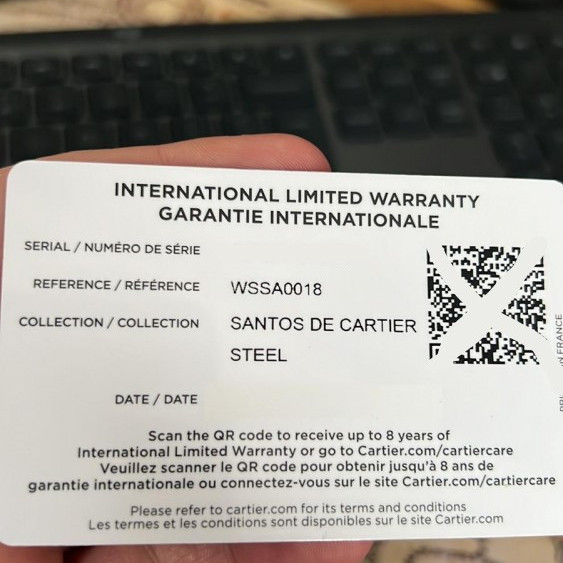 INTERNATIONAL LIMITED WARRANTY
GARANTIE INTERNATIONALE
SERIAL / NUMÉRO DE SÉRIE
REFERENCE / RÉFÉRENCE WSSA0018
COLLECTION / COLLECTION SANTOS DE CARTIER
STEEL
DATE / DATE
Scan the QR code to receive up to 8 years of
International Limited Warranty or go to Cartier.com/cartiercare
Veuillez scanner le QR code pour obtenir jusqu'à 8 ans de
garantie internationale ou connectez-vous sur le site Cartier.com/cartiercare
Please refer to cartier.com for its terms and conditions
Les termes et les conditions sont disponibles sur le site Cartier.com
FRANCE